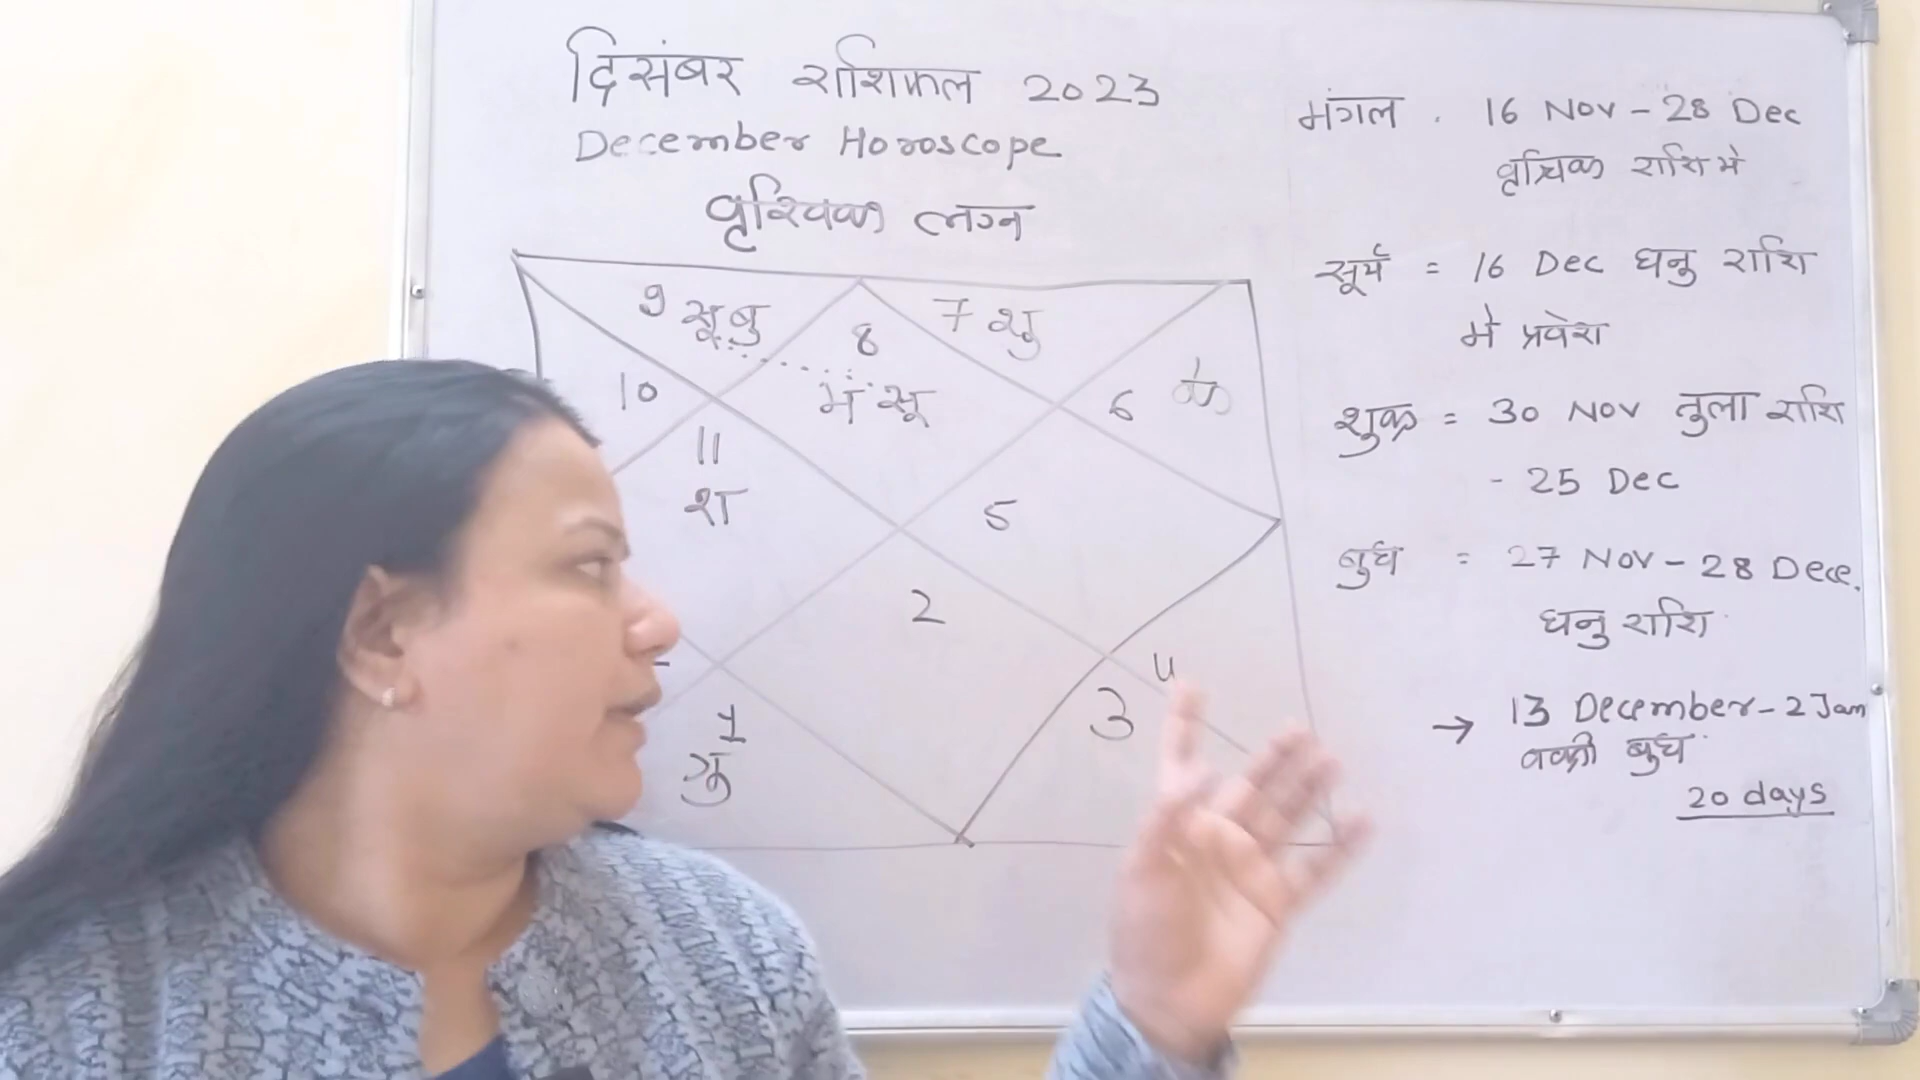 दिसंबर राशिफल 2023
December Horoscope
वृश्चिक लग्न
9 सू बु
8
मं सू
7 शु
6 के
10
11
श
5
2
4
3
1
गु
मंगल . 16 Nov - 28 Dec
वृश्चिक राशि मे
सूर्य = 16 Dec धनु राशि
मे प्रवेश
शुक्र = 30 Nov तुला राशि
- 25 Dec
बुध = 27 Nov - 28 Dece.
धनु राशि
→ 13 December - 2 Jan
वक्री बुध
20 days